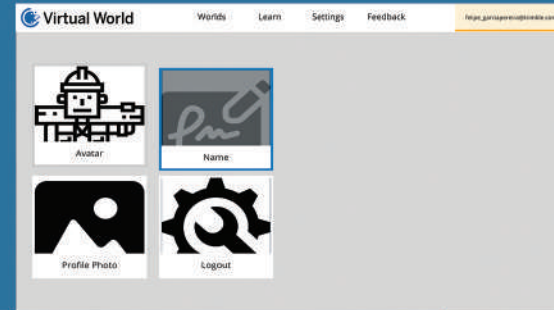 Virtual World
Worlds Learn Settings Feedback
Avatar
Name
Profile Photo
Logout